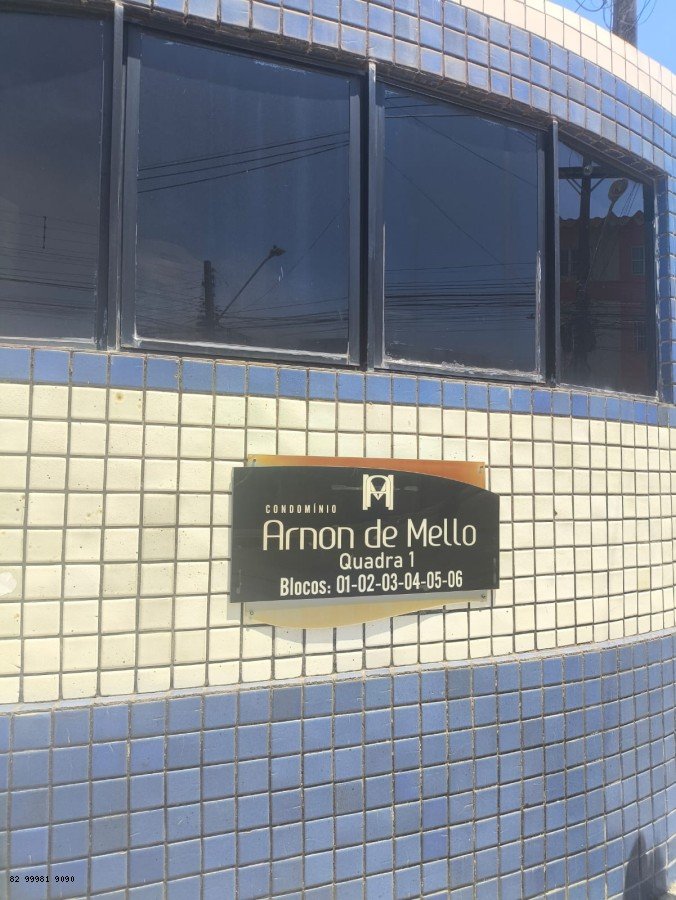 CONDOMÍNIO
Arnon de Mello
Quadra 1
Blocos: 01-02-03-04-05-06
82 99981 9090